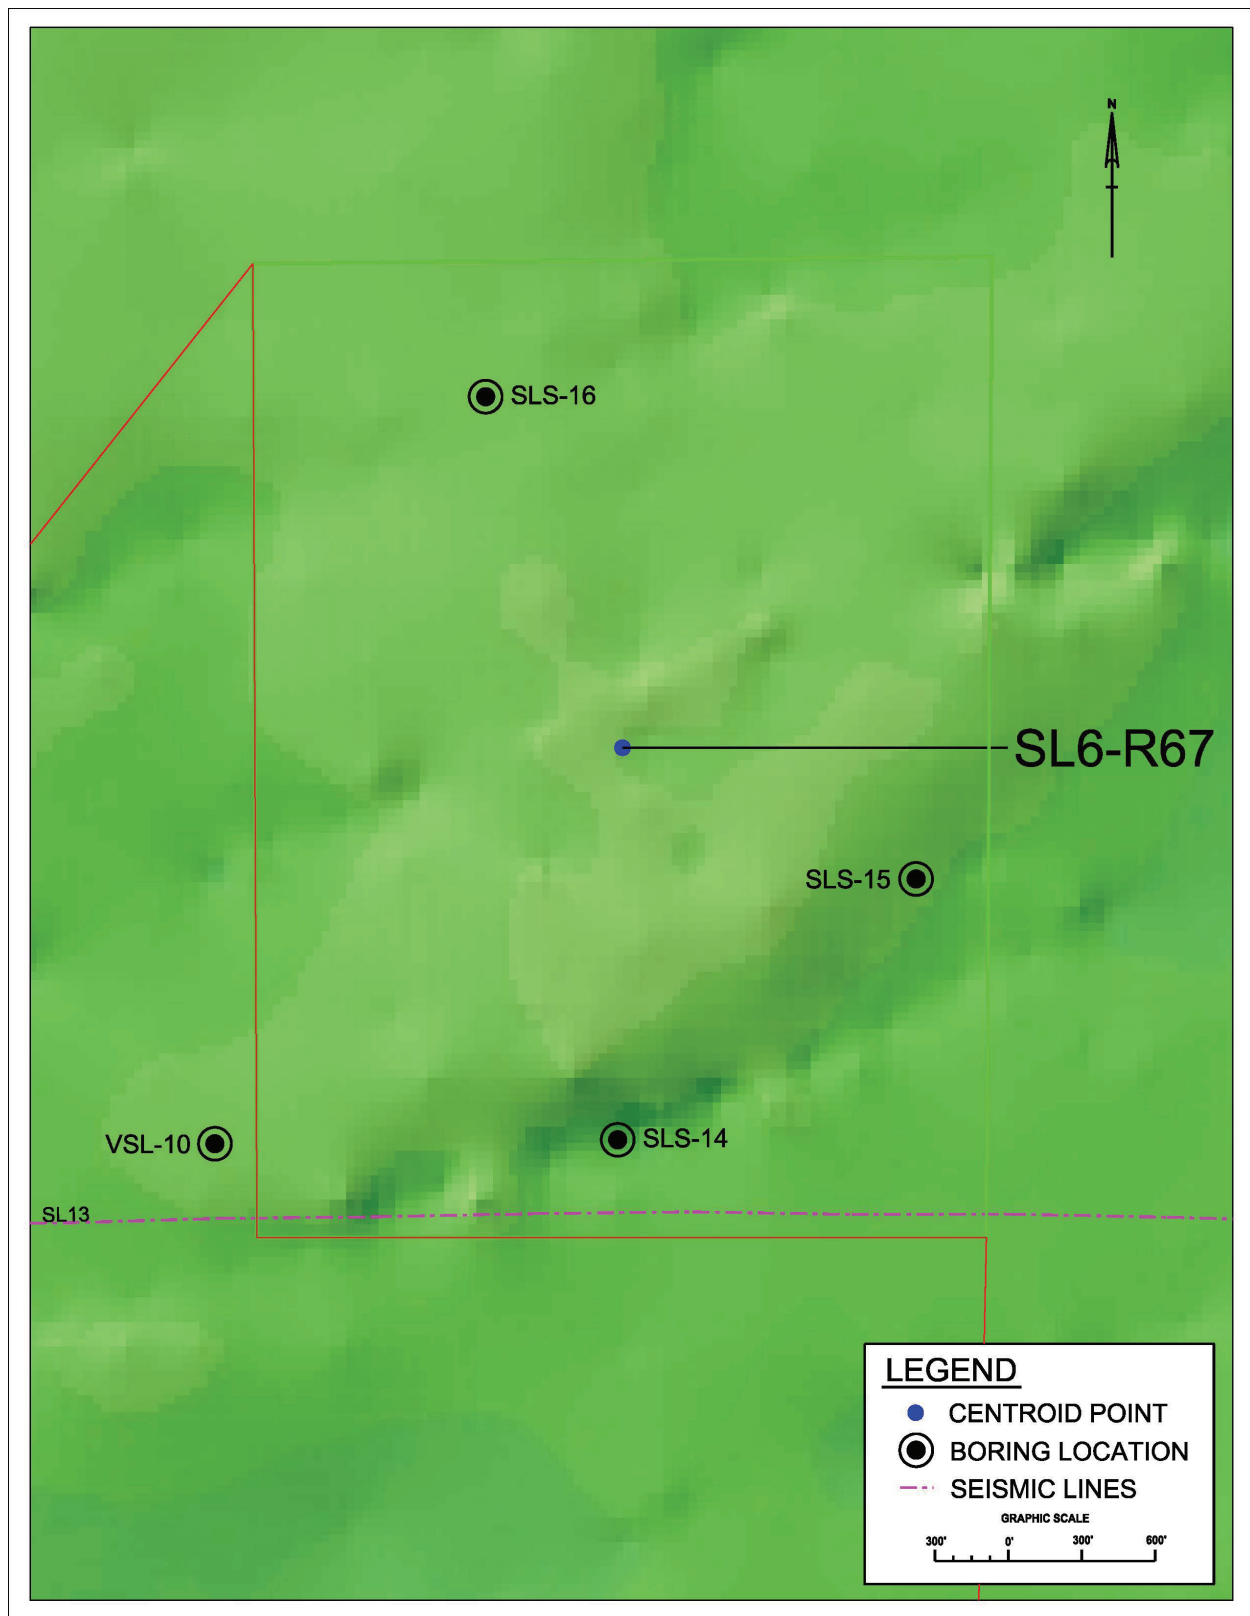 N
SLS-16
SL6-R67
SLS-15
VSL-10
SLS-14
SL13
LEGEND
CENTROID POINT
BORING LOCATION
SEISMIC LINES
GRAPHIC SCALE
300' 0' 300' 600'